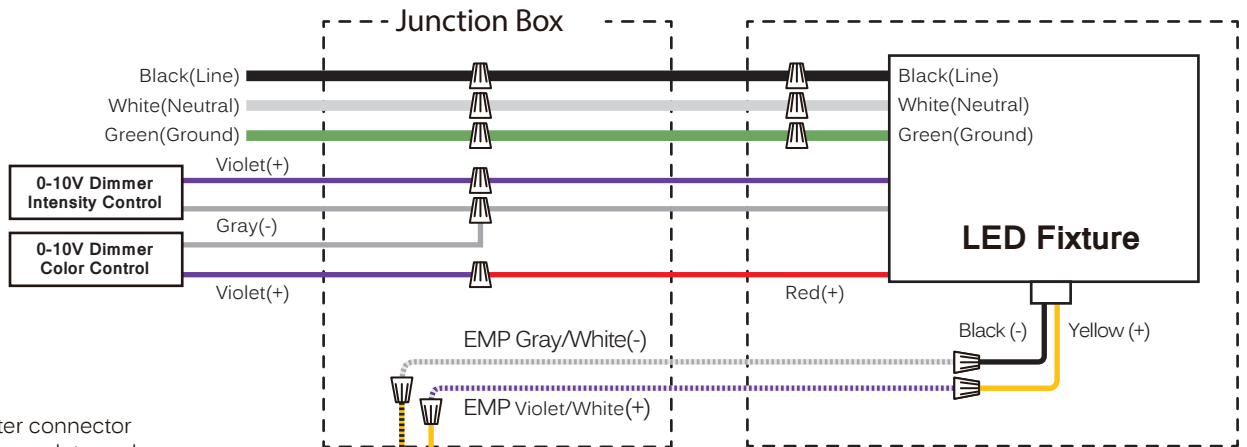 Junction Box
Black(Line)
White(Neutral)
Green(Ground)
Black(Line)
White(Neutral)
Green(Ground)
Violet(+)
0-10V Dimmer
Intensity Control
Gray(-)
0-10V Dimmer
Color Control
Violet(+)
LED Fixture
Red(+)
Black (-)
Yellow (+)
EMP Gray/White(-)
EMP Violet/White(+)
connector